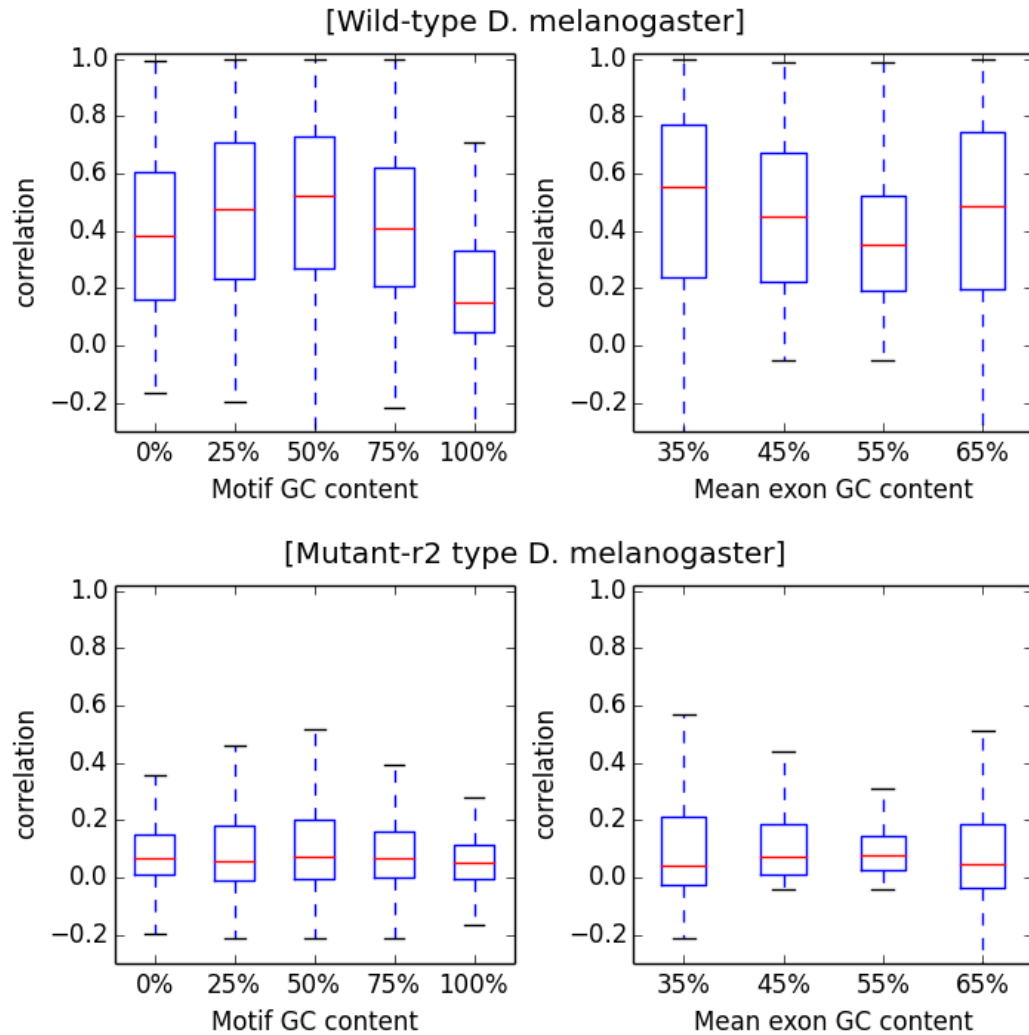 [Wild-type D. melanogaster]
1.0
0.8
0.6
0.4
0.2
0.0
−0.2
correlation
0% 25% 50% 75% 100%
Motif GC content
1.0
0.8
0.6
0.4
0.2
0.0
−0.2
correlation
35% 45% 55% 65%
Mean exon GC content
[Mutant-r2 type D. melanogaster]
1.0
0.8
0.6
0.4
0.2
0.0
−0.2
correlation
0% 25% 50% 75% 100%
Motif GC content
1.0
0.8
0.6
0.4
0.2
0.0
−0.2
correlation
35% 45% 55% 65%
Mean exon GC content